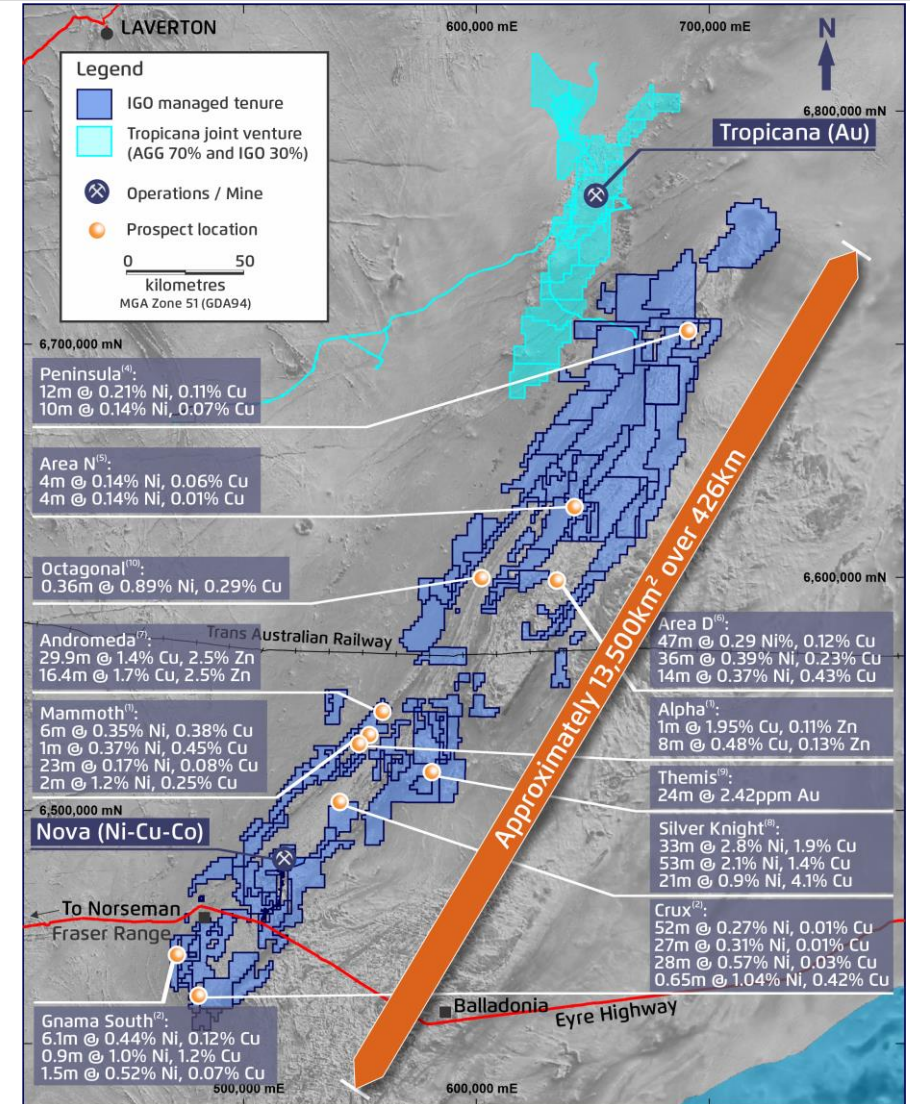 600,000 mE
700,000 mE
LAVERTON
N
Legend
IGO managed tenure
Tropicana joint venture
(AGG 70% and IGO 30%)
Operations / Mine
Prospect location
0 50
kilometres
MGA Zone 51 (GDA94)
6,800,000 mN
Tropicana (Au)
6,700,000 mN
Peninsula(4):
12m @ 0.21% Ni, 0.11% Cu
10m @ 0.14% Ni, 0.07% Cu
Area N(5):
4m @ 0.14% Ni, 0.06% Cu
4m @ 0.14% Ni, 0.01% Cu
Octagonal(10):
0.36m @ 0.89% Ni, 0.29% Cu
6,600,000 mN
Trans Australian Railway
Andromeda(7):
29.9m @ 1.4% Cu, 2.5% Zn
16.4m @ 1.7% Cu, 2.5% Zn
Mammoth(1):
6m @ 0.35% Ni, 0.38% Cu
1m @ 0.37% Ni, 0.45% Cu
23m @ 0.17% Ni, 0.08% Cu
2m @ 1.2% Ni, 0.25% Cu
6,500,000 mN
Nova (Ni-Cu-Co)
To Norseman
Fraser Range
Gnama South(2):
6.1m @ 0.44% Ni, 0.12% Cu
0.9m @ 1.0% Ni, 1.2% Cu
1.5m @ 0.52% Ni, 0.07% Cu
Approximately 13,500km² over 426km
Area D(6):
47m @ 0.29 Ni%, 0.12% Cu
36m @ 0.39% Ni, 0.23% Cu
14m @ 0.37% Ni, 0.43% Cu
Alpha(1):
1m @ 1.95% Cu, 0.11% Zn
8m @ 0.48% Cu, 0.13% Zn
Themis(9):
24m @ 2.42ppm Au
Silver Knight(8):
33m @ 2.8% Ni, 1.9% Cu
53m @ 2.1% Ni, 1.4% Cu
21m @ 0.9% Ni, 4.1% Cu
Crux(2):
52m @ 0.27% Ni, 0.01% Cu
27m @ 0.31% Ni, 0.01% Cu
28m @ 0.57% Ni, 0.03% Cu
0.65m @ 1.04% Ni, 0.42% Cu
Balladonia
Eyre Highway
500,000 mE
600,000 mE